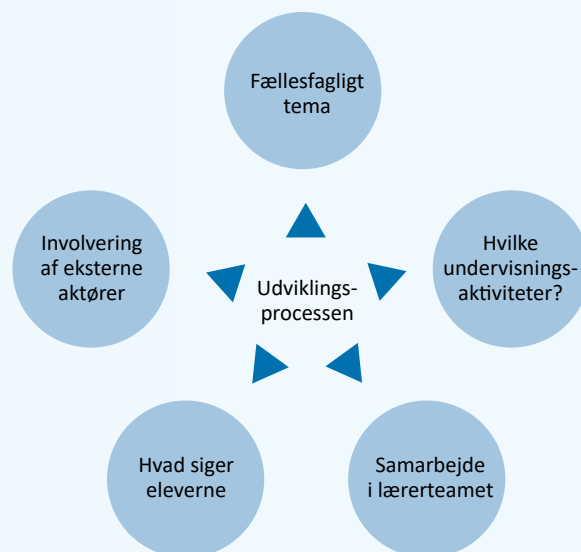 Fællesfagligt
tema
Involvering
af eksterne
aktører
Hvilke
undervisnings-
aktiviteter?
Udviklings-
processen
Hvad siger
eleverne
Samarbejde
i lærerteamet